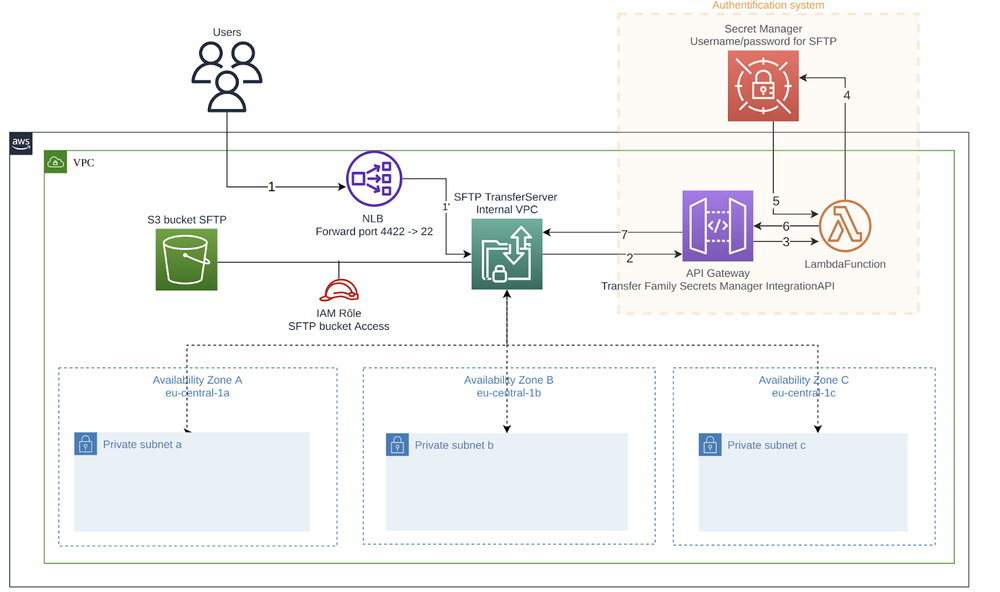 Authentification system
Users
Secret Manager
Username/password for SFTP
4
aws
VPC
1
NLB
Forward port 4422 -> 22
1'
SFTP TransferServer
Internal VPC
S3 bucket SFTP
5
6
3
7
2
LambdaFunction
API Gateway
Transfer Family Secrets Manager IntegrationAPI
IAM Rôle
SFTP bucket Access
Availability Zone A
eu-central-1a
Availability Zone B
eu-central-1b
Availability Zone C
eu-central-1c
Private subnet a
Private subnet b
Private subnet c